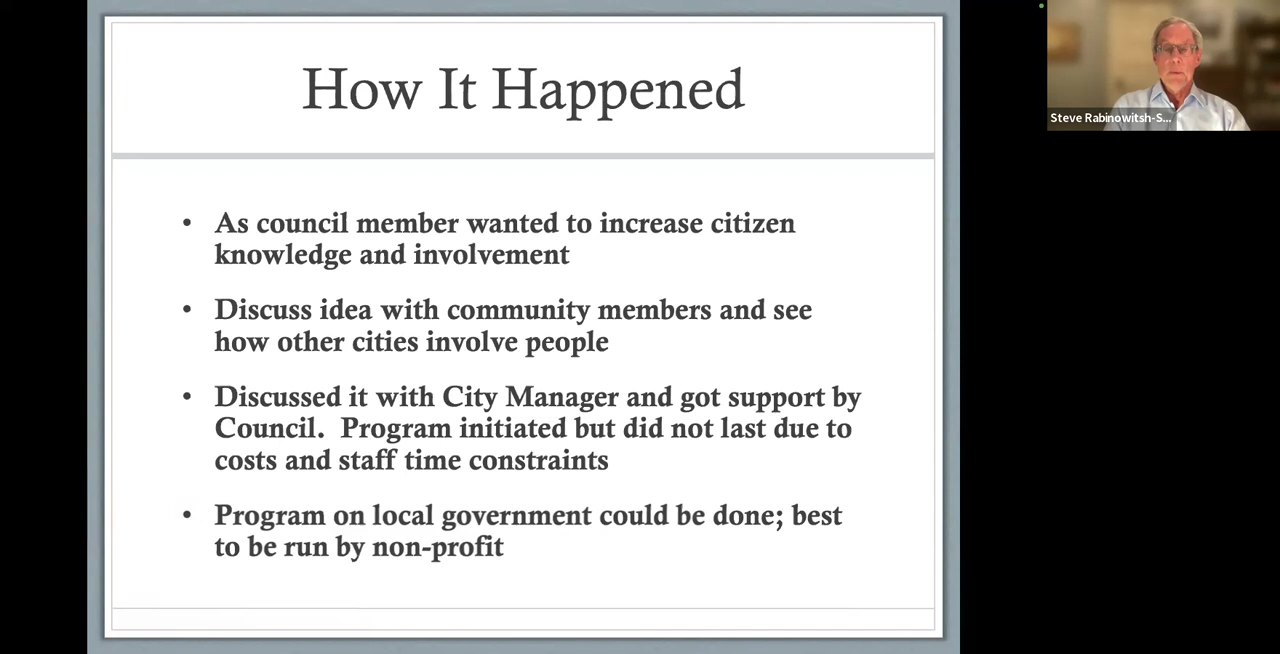 How It Happened
• As council member wanted to increase citizen
knowledge and involvement
• Discuss idea with community members and see
how other cities involve people
• Discussed it with City Manager and got support by
Council.  Program initiated but did not last due to
costs and staff time constraints
• Program on local government could be done; best
to be run by non-profit
Steve Rabinowitsh-S...